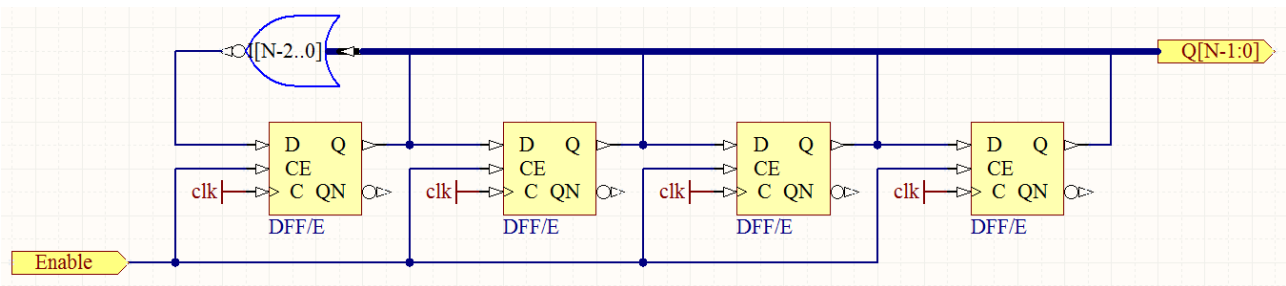 I[N-2..0]
Q[N-1:0]
D Q
CE
clk C QN
DFF/E
D Q
CE
clk C QN
DFF/E
D Q
CE
clk C QN
DFF/E
D Q
CE
clk C QN
DFF/E
Enable